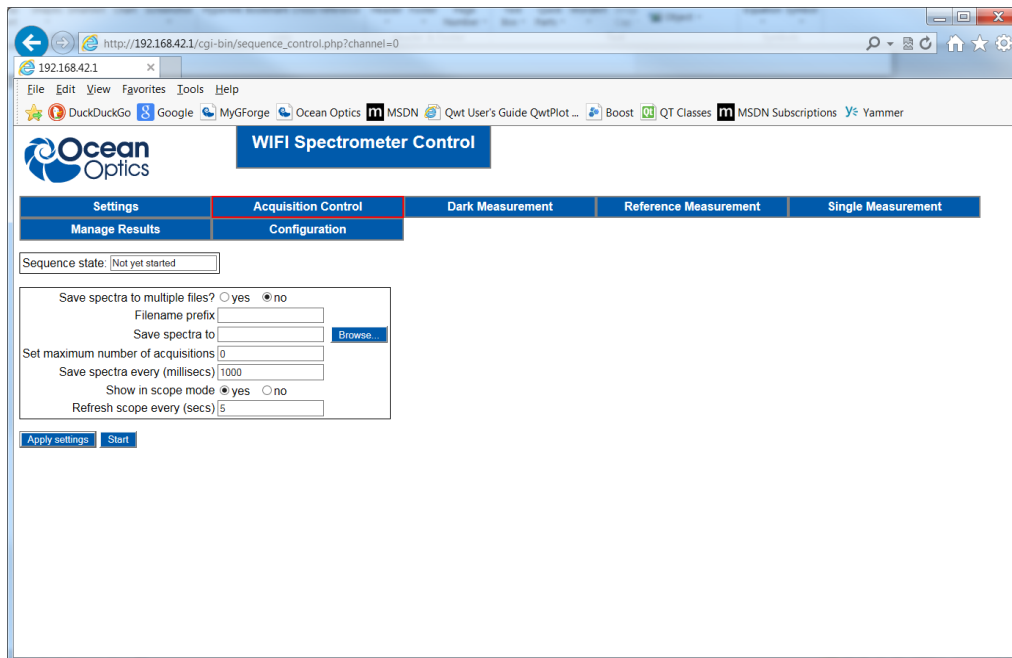 http://192.168.42.1/cgi-bin/sequence_control.php?channel=0
192.168.42.1
File Edit View Favorites Tools Help
DuckDuckGo Google MyGForge Ocean Optics MSDN Qwt User's Guide QwtPlot ... Boost QT Classes MSDN Subscriptions Yammer
Ocean
Optics
WIFI Spectrometer Control
Settings Acquisition Control Dark Measurement Reference Measurement Single Measurement
Manage Results Configuration
Sequence state: Not yet started
Save spectra to multiple files? yes no
Filename prefix
Save spectra to Browse...
Set maximum number of acquisitions 0
Save spectra every (millisecs) 1000
Show in scope mode yes no
Refresh scope every (secs) 5
Apply settings Start